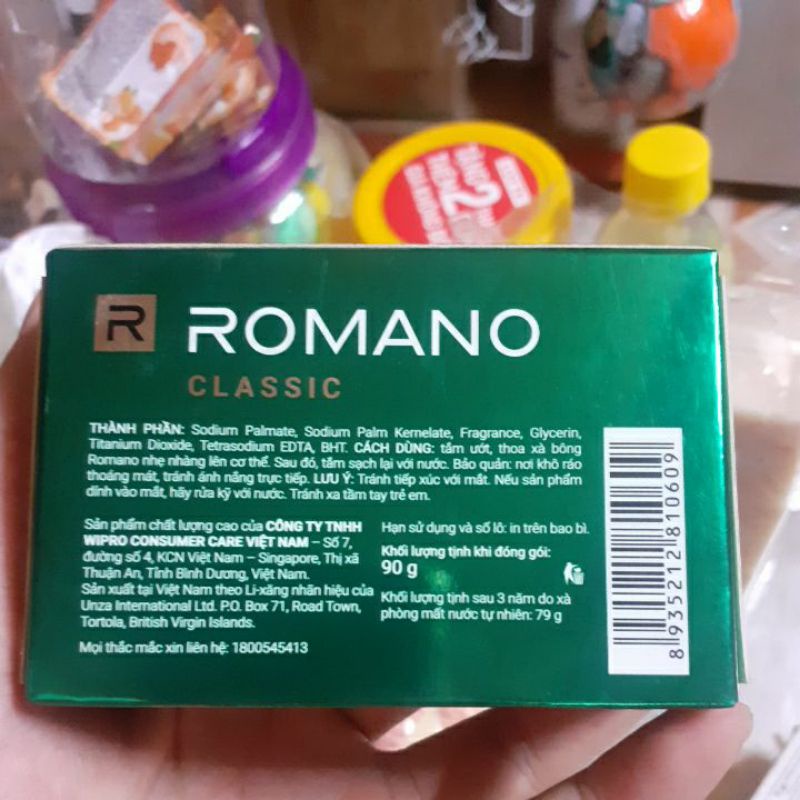 R ROMANO
CLASSIC
THÀNH PHẦN: Sodium Palmate, Sodium Palm Kernelate, Fragrance, Glycerin,
Titanium Dioxide, Tetrasodium EDTA, BHT. CÁCH DÙNG: tắm ướt, thoa xà bông
Romano nhẹ nhàng lên cơ thể. Sau đó, tắm sạch lại với nước. Bảo quản: nơi khô ráo
thoáng mát, tránh ánh nắng trực tiếp. LƯU Ý: Tránh tiếp xúc với mắt. Nếu sản phẩm
dính vào mắt, hãy rửa kỹ với nước. Tránh xa tầm tay trẻ em.
Sản phẩm chất lượng cao của CÔNG TY TNHH
WIPRO CONSUMER CARE VIỆT NAM – Số 7,
đường số 4, KCN Việt Nam – Singapore, Thị xã
Thuận An, Tỉnh Bình Dương, Việt Nam.
Sản xuất tại Việt Nam theo Li-xăng nhãn hiệu của
Unza International Ltd. P.O. Box 71, Road Town,
Tortola, British Virgin Islands.
Mọi thắc mắc xin liên hệ: 1800545413
Hạn sử dụng và số lô: in trên bao bì.
Khối lượng tịnh khi đóng gói:
90 g
Khối lượng tịnh sau 3 năm do xà
phòng mất nước tự nhiên: 79 g
8 935212 810609
2